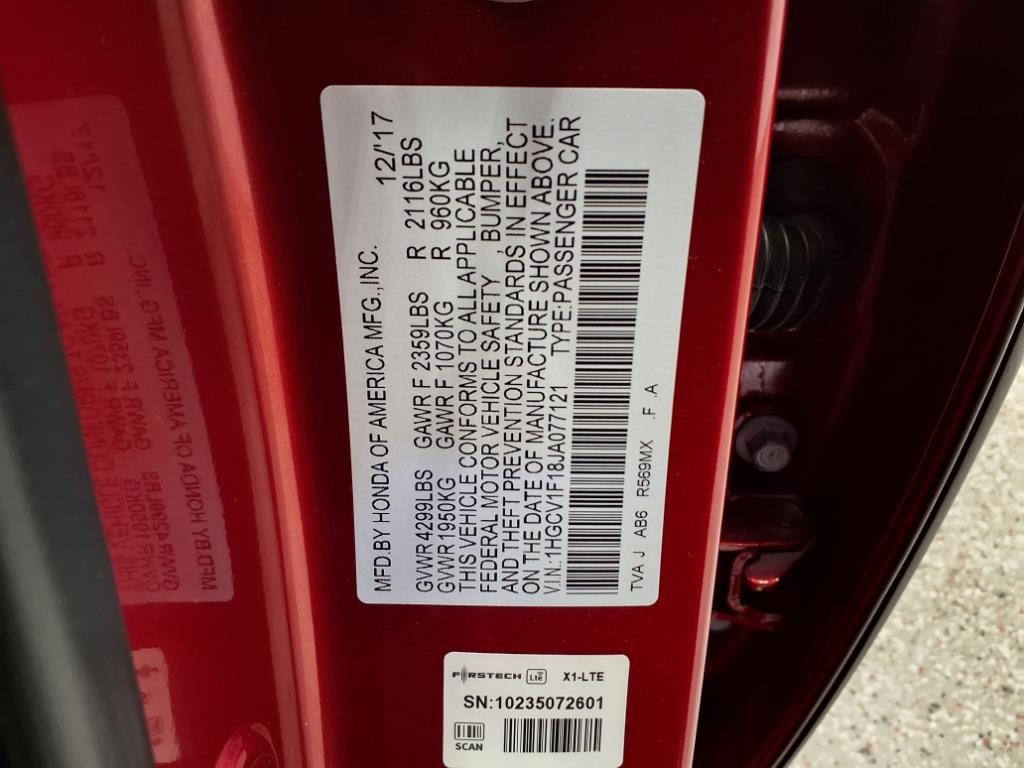 MFD.BY HONDA OF AMERICA MFG.,INC. 12/'17
GVWR4299LBS GAWR F 2359LBS R 2116LBS
GVWR1950KG GAWR F1070KG R 960KG
THIS VEHICLE CONFORMS TO ALL APPLICABLE
FEDERAL MOTOR VEHICLE SAFETY ,BUMPER,
AND THEFT PREVENTION STANDARDS IN EFFECT
ON THE DATE OF MANUFACTURE SHOWN ABOVE.
V.I.N.:1HGCV1F18JA077121 TYPE:PASSENGER CAR
TVA J AB6 R569MX .F .A
FIRSTECH LTE X1-LTE
SN:10235072601
SCAN